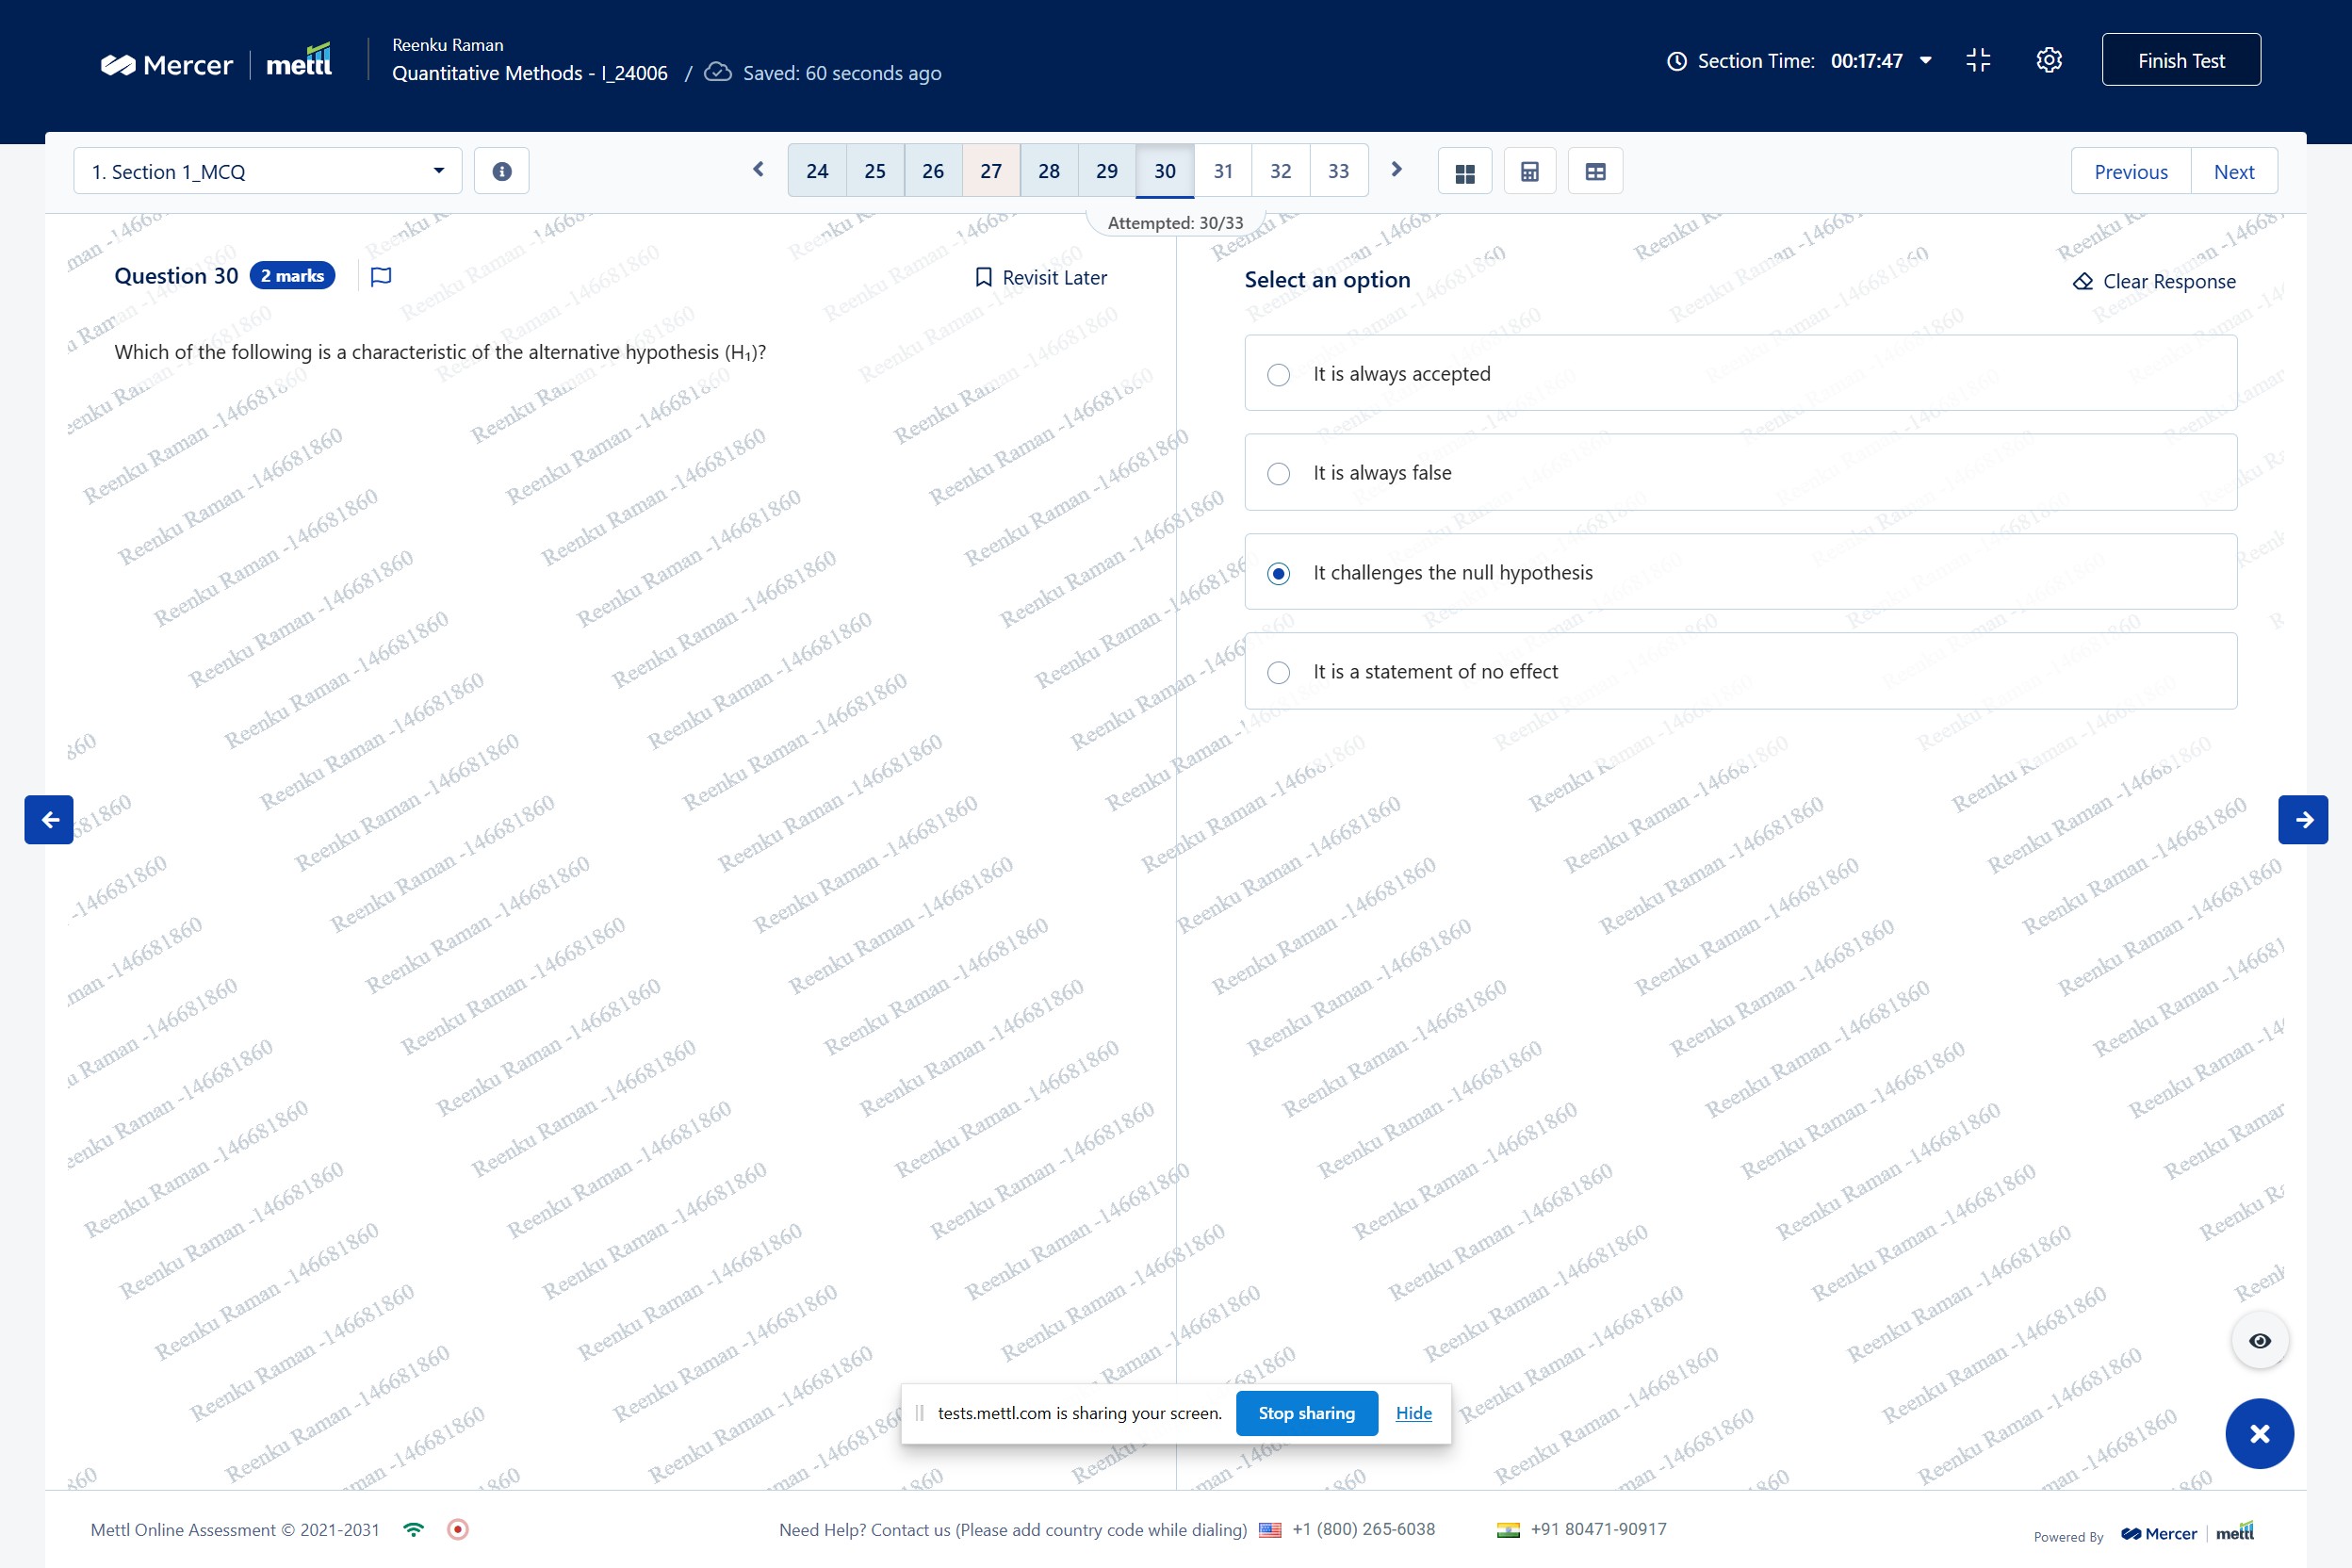 Mercer | mettl
Reenku Raman
Quantitative Methods - I_24006 / Saved: 60 seconds ago
Section Time: 00:17:47
Finish Test
1. Section 1_MCQ
24 25 26 27 28 29 30 31 32 33
Previous Next
Attempted: 30/33
Question 30 2 marks
Revisit Later
Which of the following is a characteristic of the alternative hypothesis (H₁)?
Select an option
Clear Response
It is always accepted
It is always false
It challenges the null hypothesis
It is a statement of no effect
Reenku Raman -146681860
tests.mettl.com is sharing your screen. Stop sharing Hide
Mettl Online Assessment © 2021-2031
Need Help? Contact us (Please add country code while dialing) +1 (800) 265-6038 +91 80471-90917
Powered By Mercer | mettl